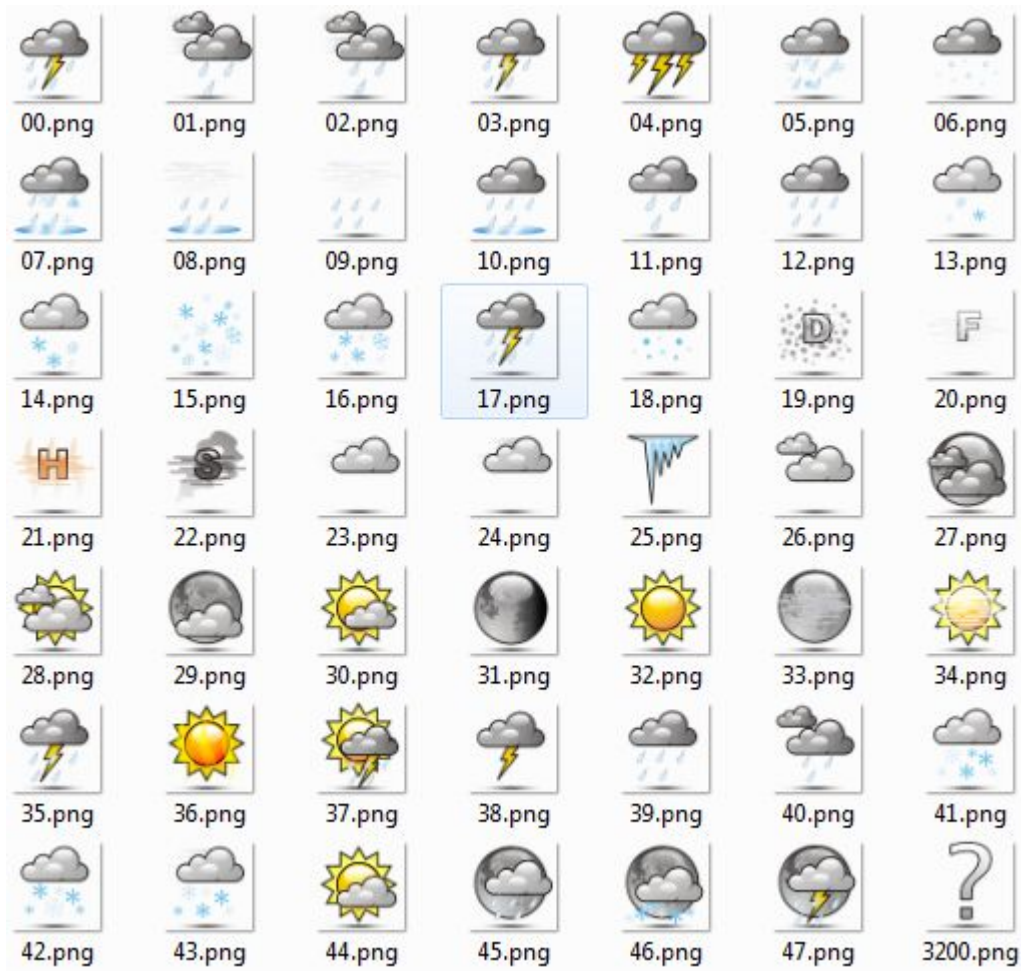 00.png 01.png 02.png 03.png 04.png 05.png 06.png
07.png 08.png 09.png 10.png 11.png 12.png 13.png
D F
14.png 15.png 16.png 17.png 18.png 19.png 20.png
H S
21.png 22.png 23.png 24.png 25.png 26.png 27.png
28.png 29.png 30.png 31.png 32.png 33.png 34.png
35.png 36.png 37.png 38.png 39.png 40.png 41.png
?
42.png 43.png 44.png 45.png 46.png 47.png 3200.png